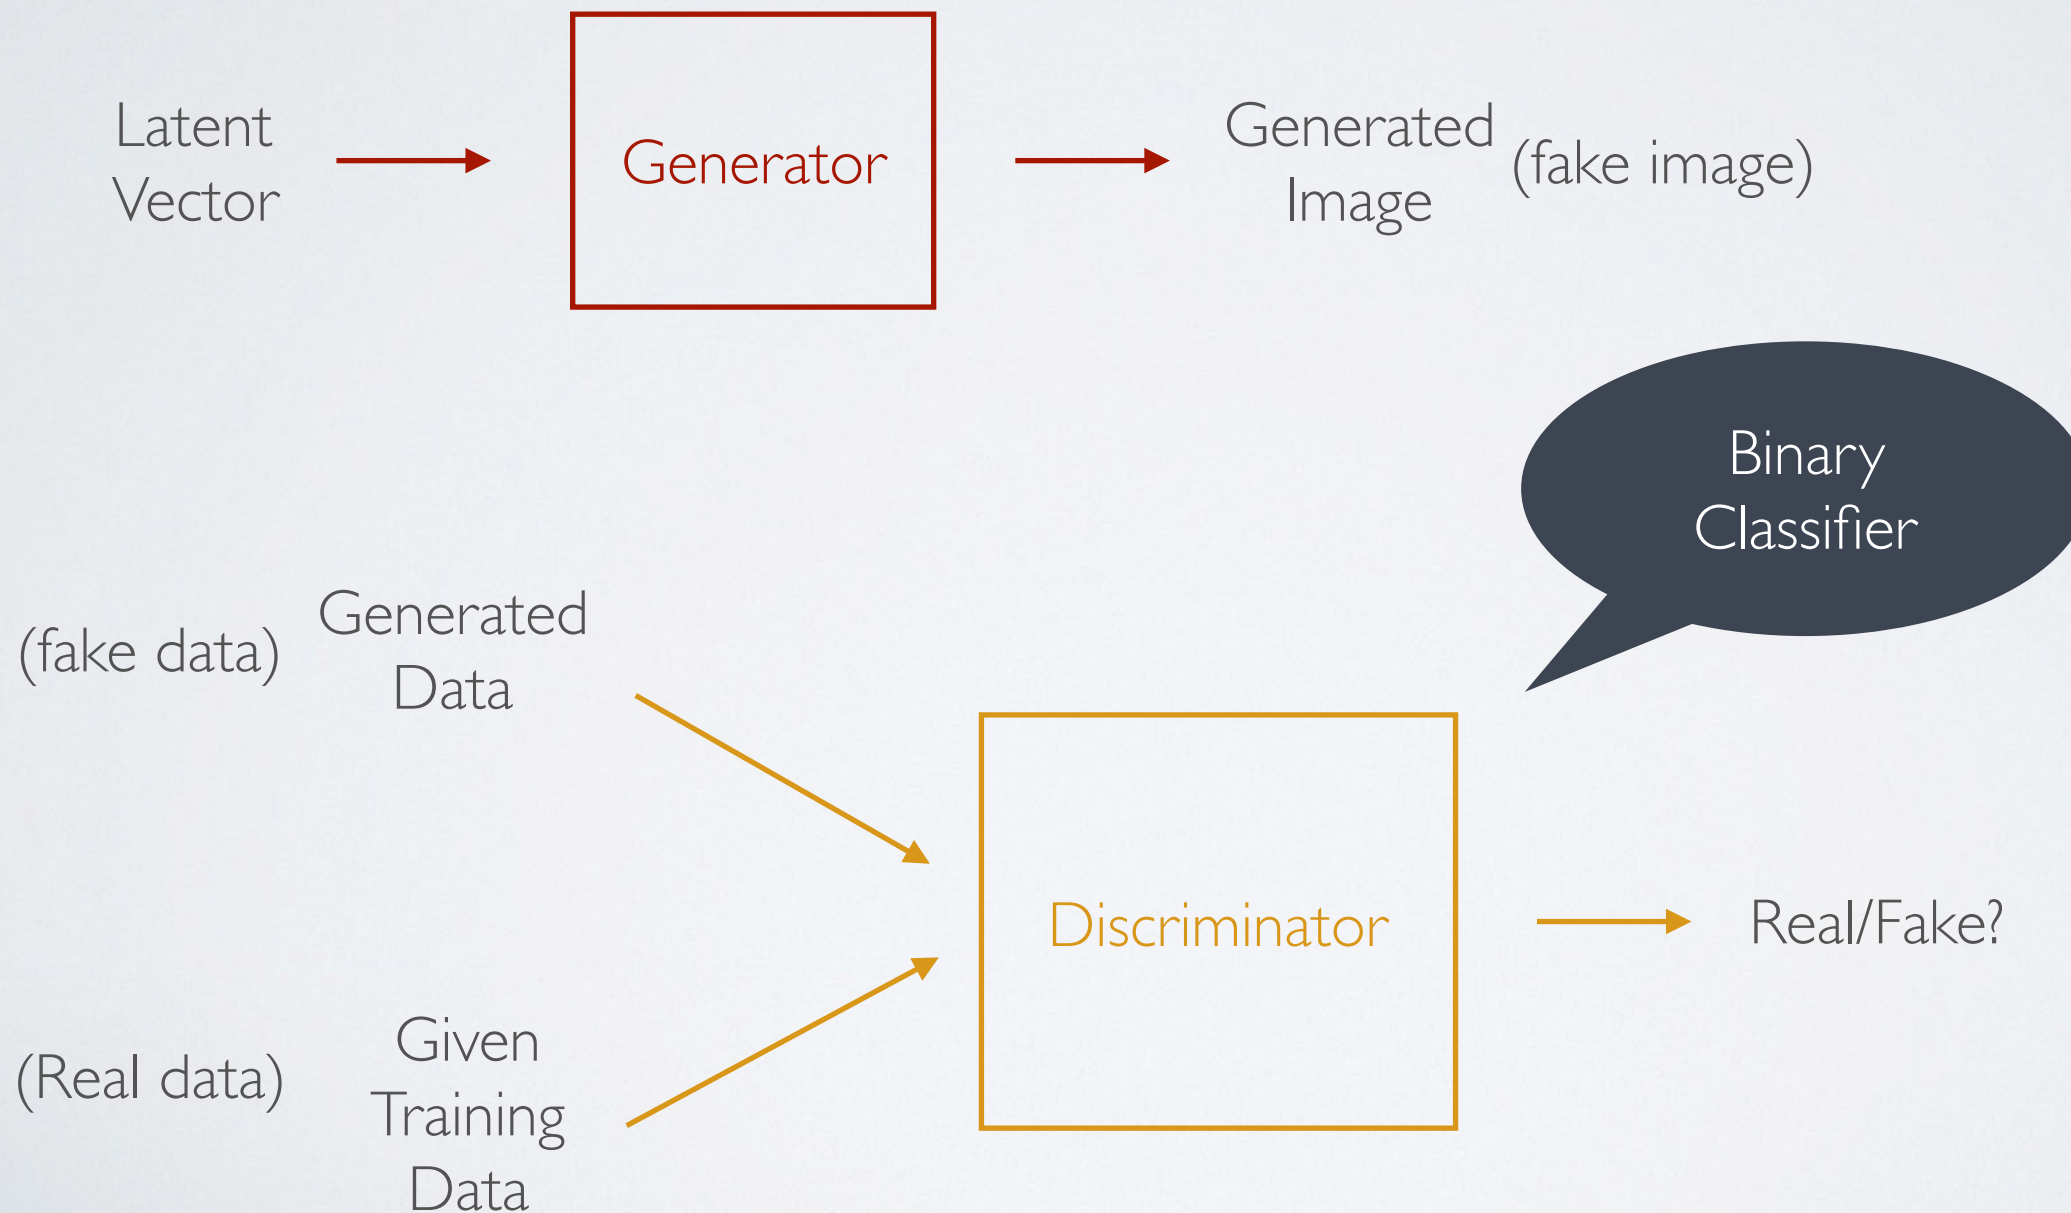 Latent
Vector
Generator
Generated
Image
(fake image)
Binary
Classifier
(fake data)
Generated
Data
Discriminator
Real/Fake?
(Real data)
Given
Training
Data